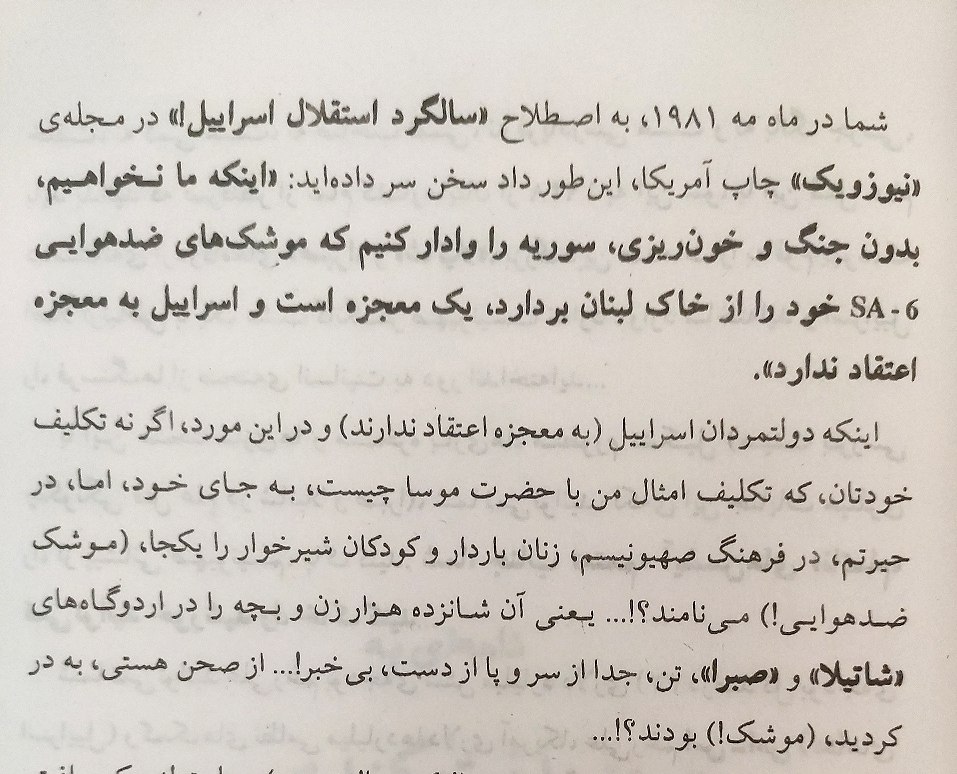 شما در ماه مه ۱۹۸۱، به اصطلاح «سالگرد استقلال اسراییل!» در مجله‌ی
«نیوزویک» چاپ آمریکا، این‌طور داد سخن سر داده‌اید: «اینکه ما نخواهیم،
بدون جنگ و خون‌ریزی، سوریه را وادار کنیم که موشک‌های ضدهوایی
SA-6 خود را از خاک لبنان بردارد، یک معجزه است و اسراییل به معجزه
اعتقاد ندارد».
اینکه دولتمردان اسراییل (به معجزه اعتقاد ندارند) و در این مورد، اگر نه تکلیف
خودتان، که تکلیف امثال من با حضرت موسا چیست، به جای خود، اما، در
حیرتم، در فرهنگ صهیونیسم، زنان باردار و کودکان شیرخوار را یکجا، (موشک
ضدهوایی!) می‌نامند؟!... یعنی آن شانزده هزار زن و بچه را در اردوگاه‌های
«شاتیلا» و «صبرا»، تن، جدا از سر و پا از دست، بی‌خبر!... از صحن هستی، به در
کردید، (موشک!) بودند؟!...